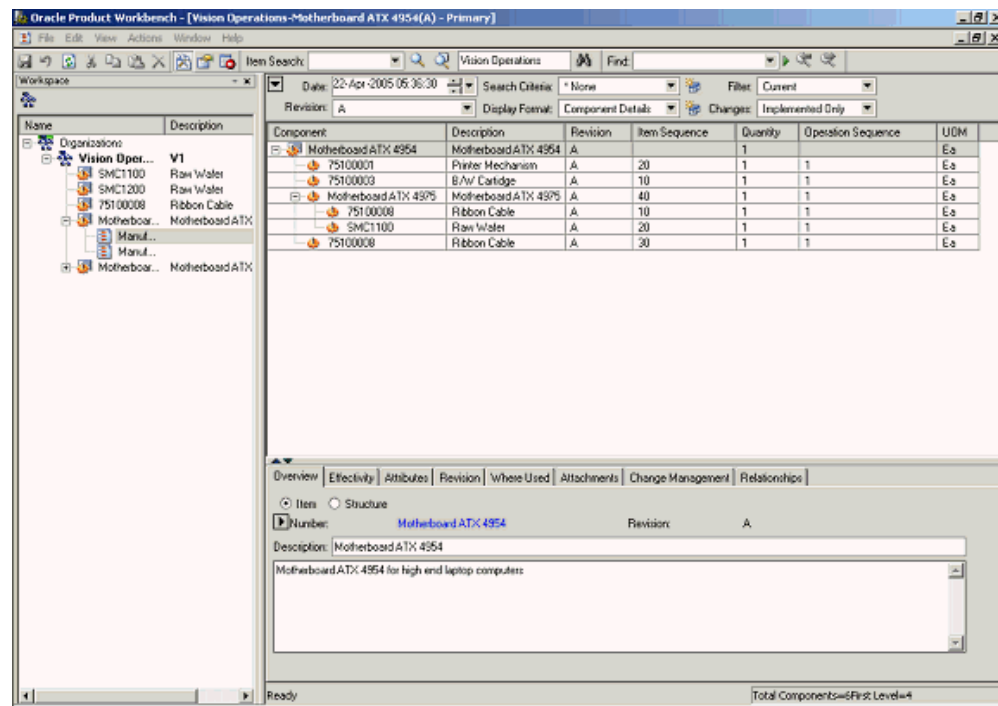 Oracle Product Workbench - [Vision Operations-Motherboard ATX 4954(A) - Primary]
File Edit View Actions Window Help
Item Search: Vision Operations Find:
Workspace
Date: 22-Apr-2005 05:36:30 Search Criteria: * None Filter: Current
Revision: A Display Format: Component Details Changes: Implemented Only
Name Description
Organizations
Vision Oper... V1
SMC1100 Raw Wafer
SMC1200 Raw Wafer
75100008 Ribbon Cable
Motherboar... Motherboard ATX
Manuf...
Manuf...
Motherboar... Motherboard ATX
Component Description Revision Item Sequence Quantity Operation Sequence UOM
Motherboard ATX 4954 Motherboard ATX 4954 A 1 Ea
75100001 Printer Mechanism A 20 1 1 Ea
75100003 B/W Cartidge A 10 1 1 Ea
Motherboard ATX 4975 Motherboard ATX 4975 A 40 1 1 Ea
75100008 Ribbon Cable A 10 1 1 Ea
SMC1100 Raw Wafer A 20 1 1 Ea
75100008 Ribbon Cable A 30 1 1 Ea
Overview Effectivity Attributes Revision Where Used Attachments Change Management Relationships
Item Structure
Number: Motherboard ATX 4954 Revision: A
Description: Motherboard ATX 4954
Motherboard ATX 4954 for high end laptop computers
Ready Total Components=6First Level=4